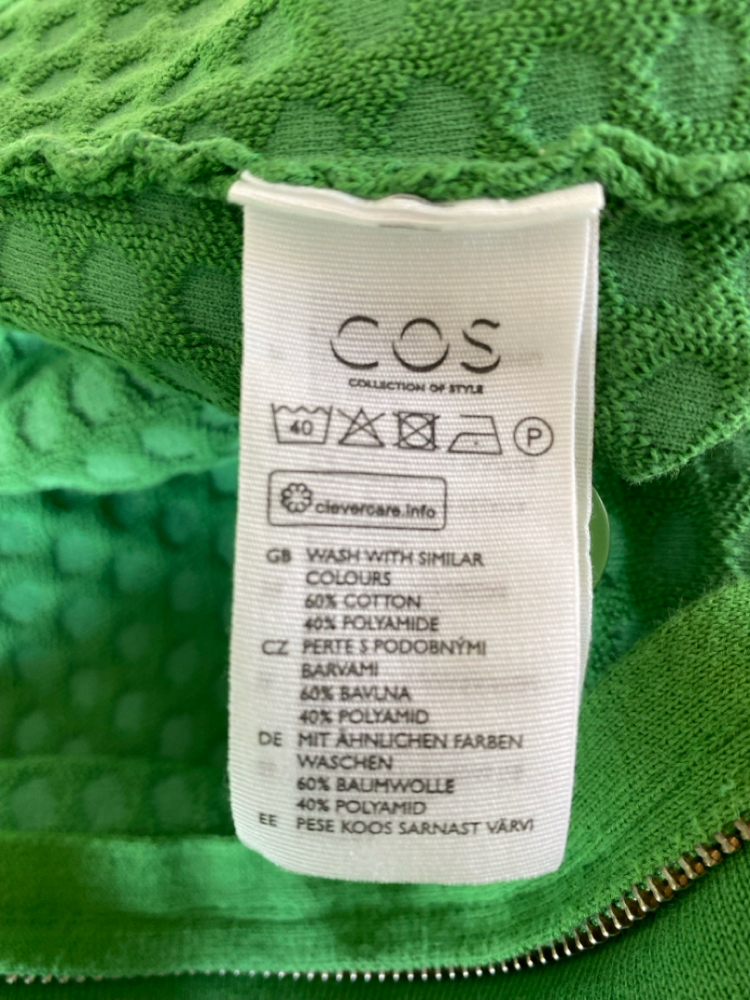 COS
COLLECTION OF STYLE
40 P
clevercare.info
GB WASH WITH SIMILAR
COLOURS
60% COTTON
40% POLYAMIDE
CZ PERTE S PODOBNÝMI
BARVAMI
60% BAVLNA
40% POLYAMID
DE MIT ÄHNLICHEN FARBEN
WASCHEN
60% BAUMWOLLE
40% POLYAMID
EE PESE KOOS SARNAST VÄRVI